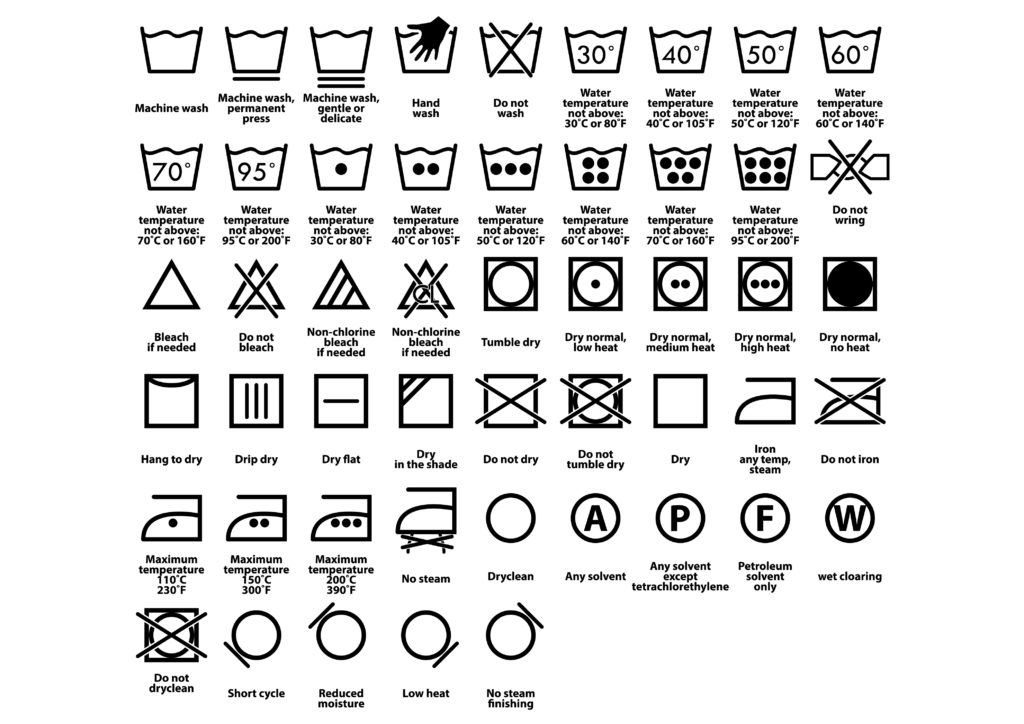 30°
40°
50°
60°
Machine wash
Machine wash,
permanent
press
Machine wash,
gentle or
delicate
Hand
wash
Do not
wash
Water
temperature
not above:
30°C or 80°F
Water
temperature
not above:
40°C or 105°F
Water
temperature
not above:
50°C or 120°F
Water
temperature
not above:
60°C or 140°F
70°
95°
Water
temperature
not above:
70°C or 160°F
Water
temperature
not above:
95°C or 200°F
Water
temperature
not above:
30°C or 80°F
Water
temperature
not above:
40°C or 105°F
Water
temperature
not above:
50°C or 120°F
Water
temperature
not above:
60°C or 140°F
Water
temperature
not above:
70°C or 160°F
Water
temperature
not above:
95°C or 200°F
Do not
wring
CL
Bleach
if needed
Do not
bleach
Non-chlorine
bleach
if needed
Non-chlorine
bleach
if needed
Tumble dry
Dry normal,
low heat
Dry normal,
medium heat
Dry normal,
high heat
Dry normal,
no heat
Hang to dry
Drip dry
Dry flat
Dry
in the shade
Do not dry
Do not
tumble dry
Dry
Iron
any temp,
steam
Do not iron
A
P
F
W
Maximum
temperature
110°C
230°F
Maximum
temperature
150°C
300°F
Maximum
temperature
200°C
390°F
No steam
Dryclean
Any solvent
Any solvent
except
tetrachlorethylene
Petroleum
solvent
only
wet cloaring
Do not
dryclean
Short cycle
Reduced
moisture
Low heat
No steam
finishing